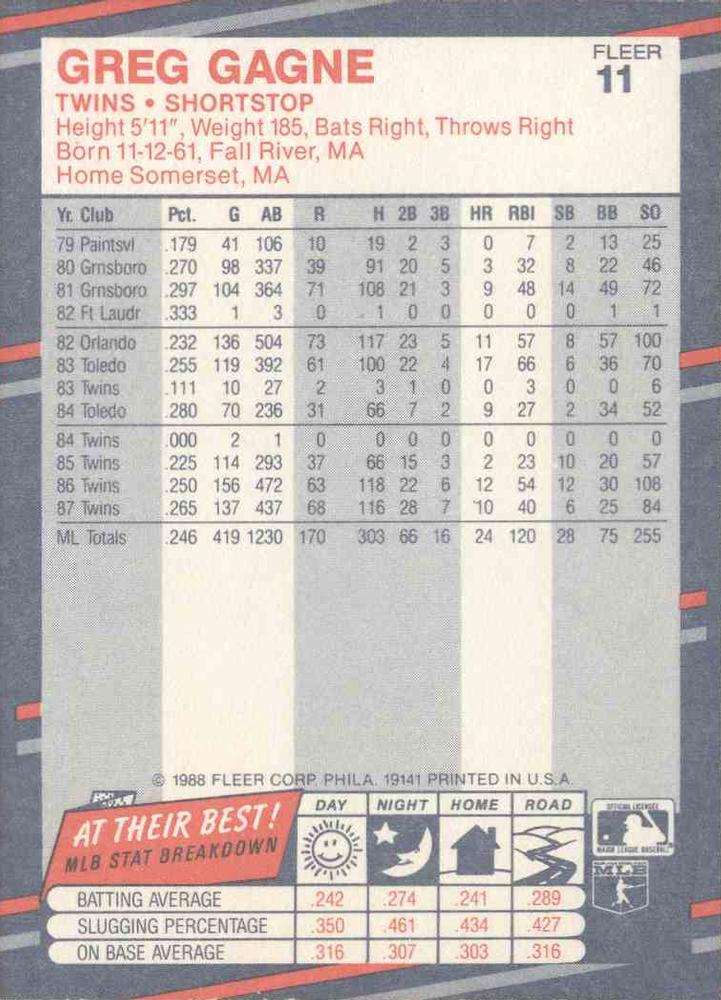 GREG GAGNE
FLEER
11
TWINS • SHORTSTOP
Height 5'11", Weight 185, Bats Right, Throws Right
Born 11-12-61, Fall River, MA
Home Somerset, MA
Yr. Club Pct. G AB R H 2B 3B HR RBI SB BB SO
79 Paintsvl .179 41 106 10 19 2 3 0 7 2 13 25
80 Grnsboro .270 98 337 39 91 20 5 3 32 8 22 46
81 Grnsboro .297 104 364 71 108 21 3 9 48 14 49 72
82 Ft Laudr .333 1 3 0 1 0 0 0 0 0 1 1
82 Orlando .232 136 504 73 117 23 5 11 57 8 57 100
83 Toledo .255 119 392 61 100 22 4 17 66 6 36 70
83 Twins .111 10 27 2 3 1 0 0 3 0 0 6
84 Toledo .280 70 236 31 66 7 2 9 27 2 34 52
84 Twins .000 2 1 0 0 0 0 0 0 0 0 0
85 Twins .225 114 293 37 66 15 3 2 23 10 20 57
86 Twins .250 156 472 63 118 22 6 12 54 12 30 108
87 Twins .265 137 437 68 116 28 7 10 40 6 25 84
ML Totals .246 419 1230 170 303 66 16 24 120 28 75 255
© 1988 FLEER CORP. PHILA. 19141 PRINTED IN U.S.A.
AT THEIR BEST!
MLB STAT BREAKDOWN
DAY NIGHT HOME ROAD
BATTING AVERAGE .242 .274 .241 .289
SLUGGING PERCENTAGE .350 .461 .434 .427
ON BASE AVERAGE .316 .307 .303 .316
OFFICIAL LICENSEE
MAJOR LEAGUE BASEBALL
MLB